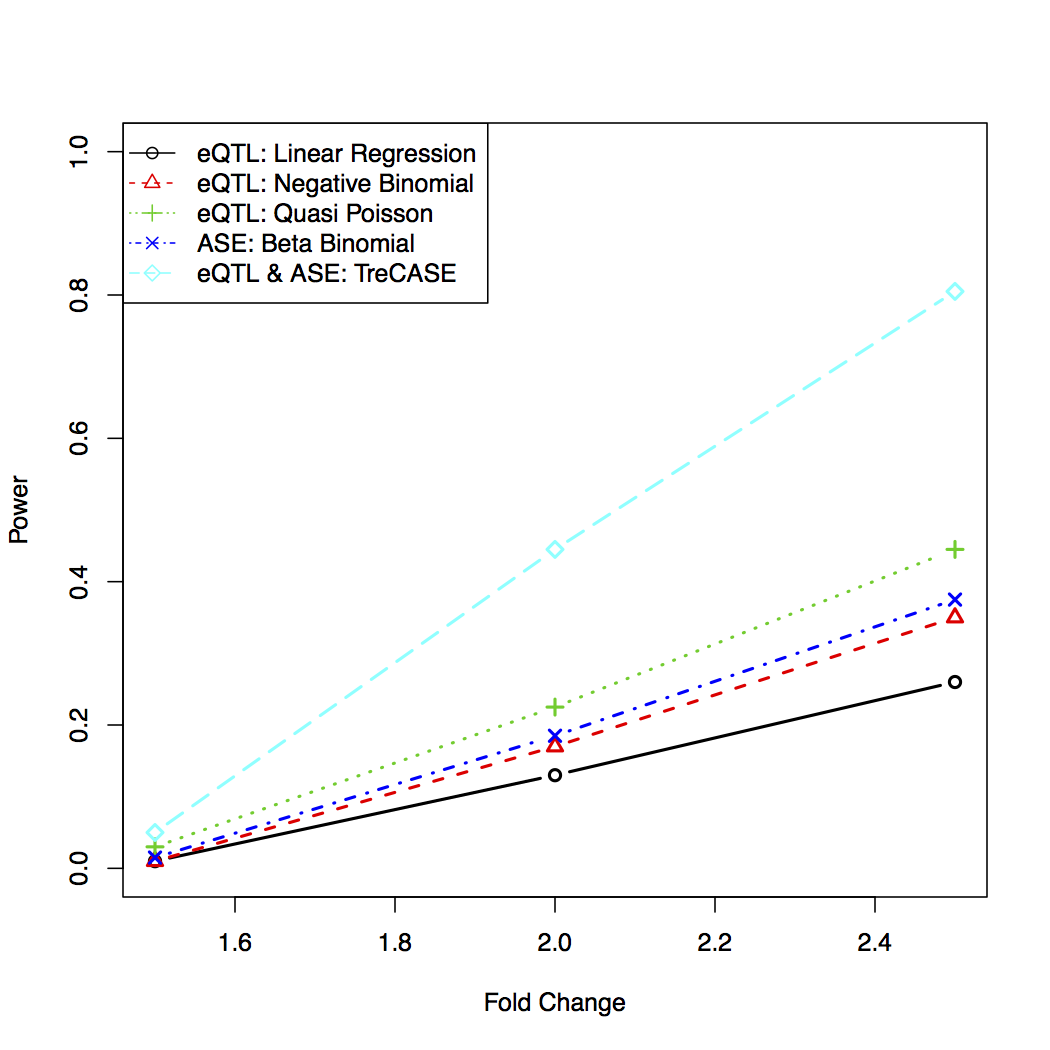 eQTL: Linear Regression
eQTL: Negative Binomial
eQTL: Quasi Poisson
ASE: Beta Binomial
eQTL & ASE: TreCASE
1.0
0.8
0.6
0.4
0.2
0.0
Power
1.6 1.8 2.0 2.2 2.4
Fold Change